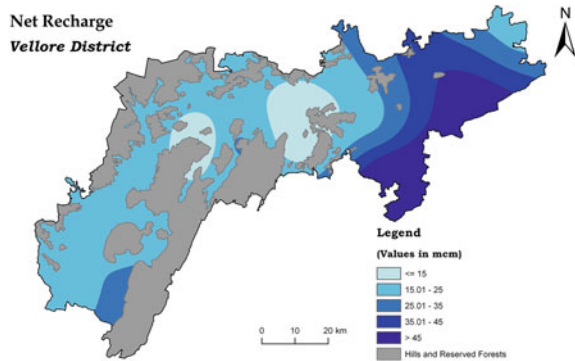 Net Recharge
Vellore District
N
Legend
(Values in mcm)
<= 15
15.01 - 25
25.01 - 35
35.01 - 45
> 45
Hills and Reserved Forests
0 10 20 km